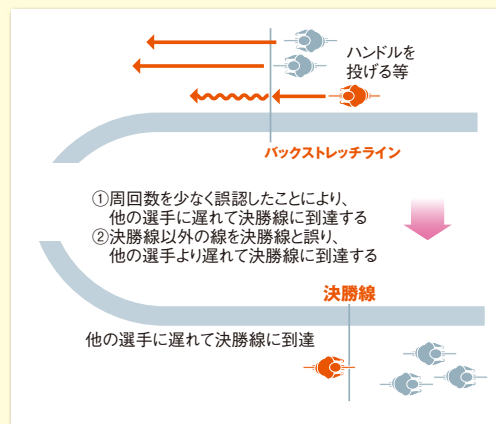 ハンドルを
投げる等
バックストレッチライン
①周回数を少なく誤認したことにより、
他の選手に遅れて決勝線に到達する
②決勝線以外の線を決勝線と誤り、
他の選手より遅れて決勝線に到達する
決勝線
他の選手に遅れて決勝線に到達